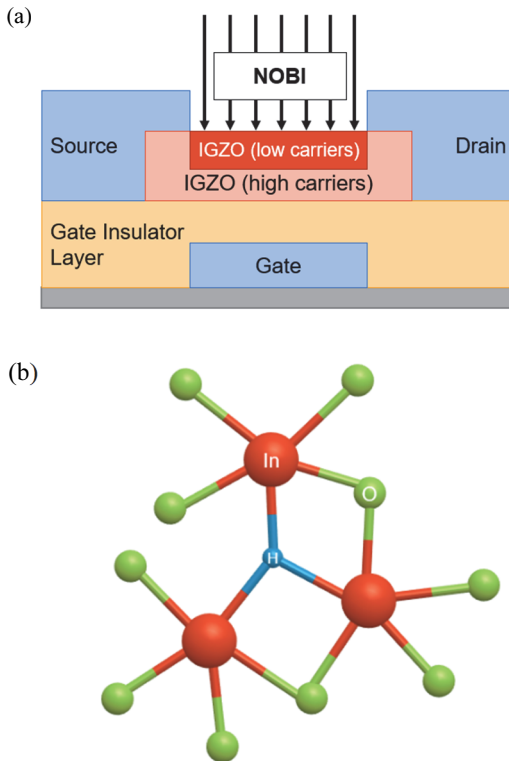 (a)
NOBI
Source
IGZO (low carriers)
Drain
IGZO (high carriers)
Gate Insulator
Layer
Gate
(b)
In
O
H